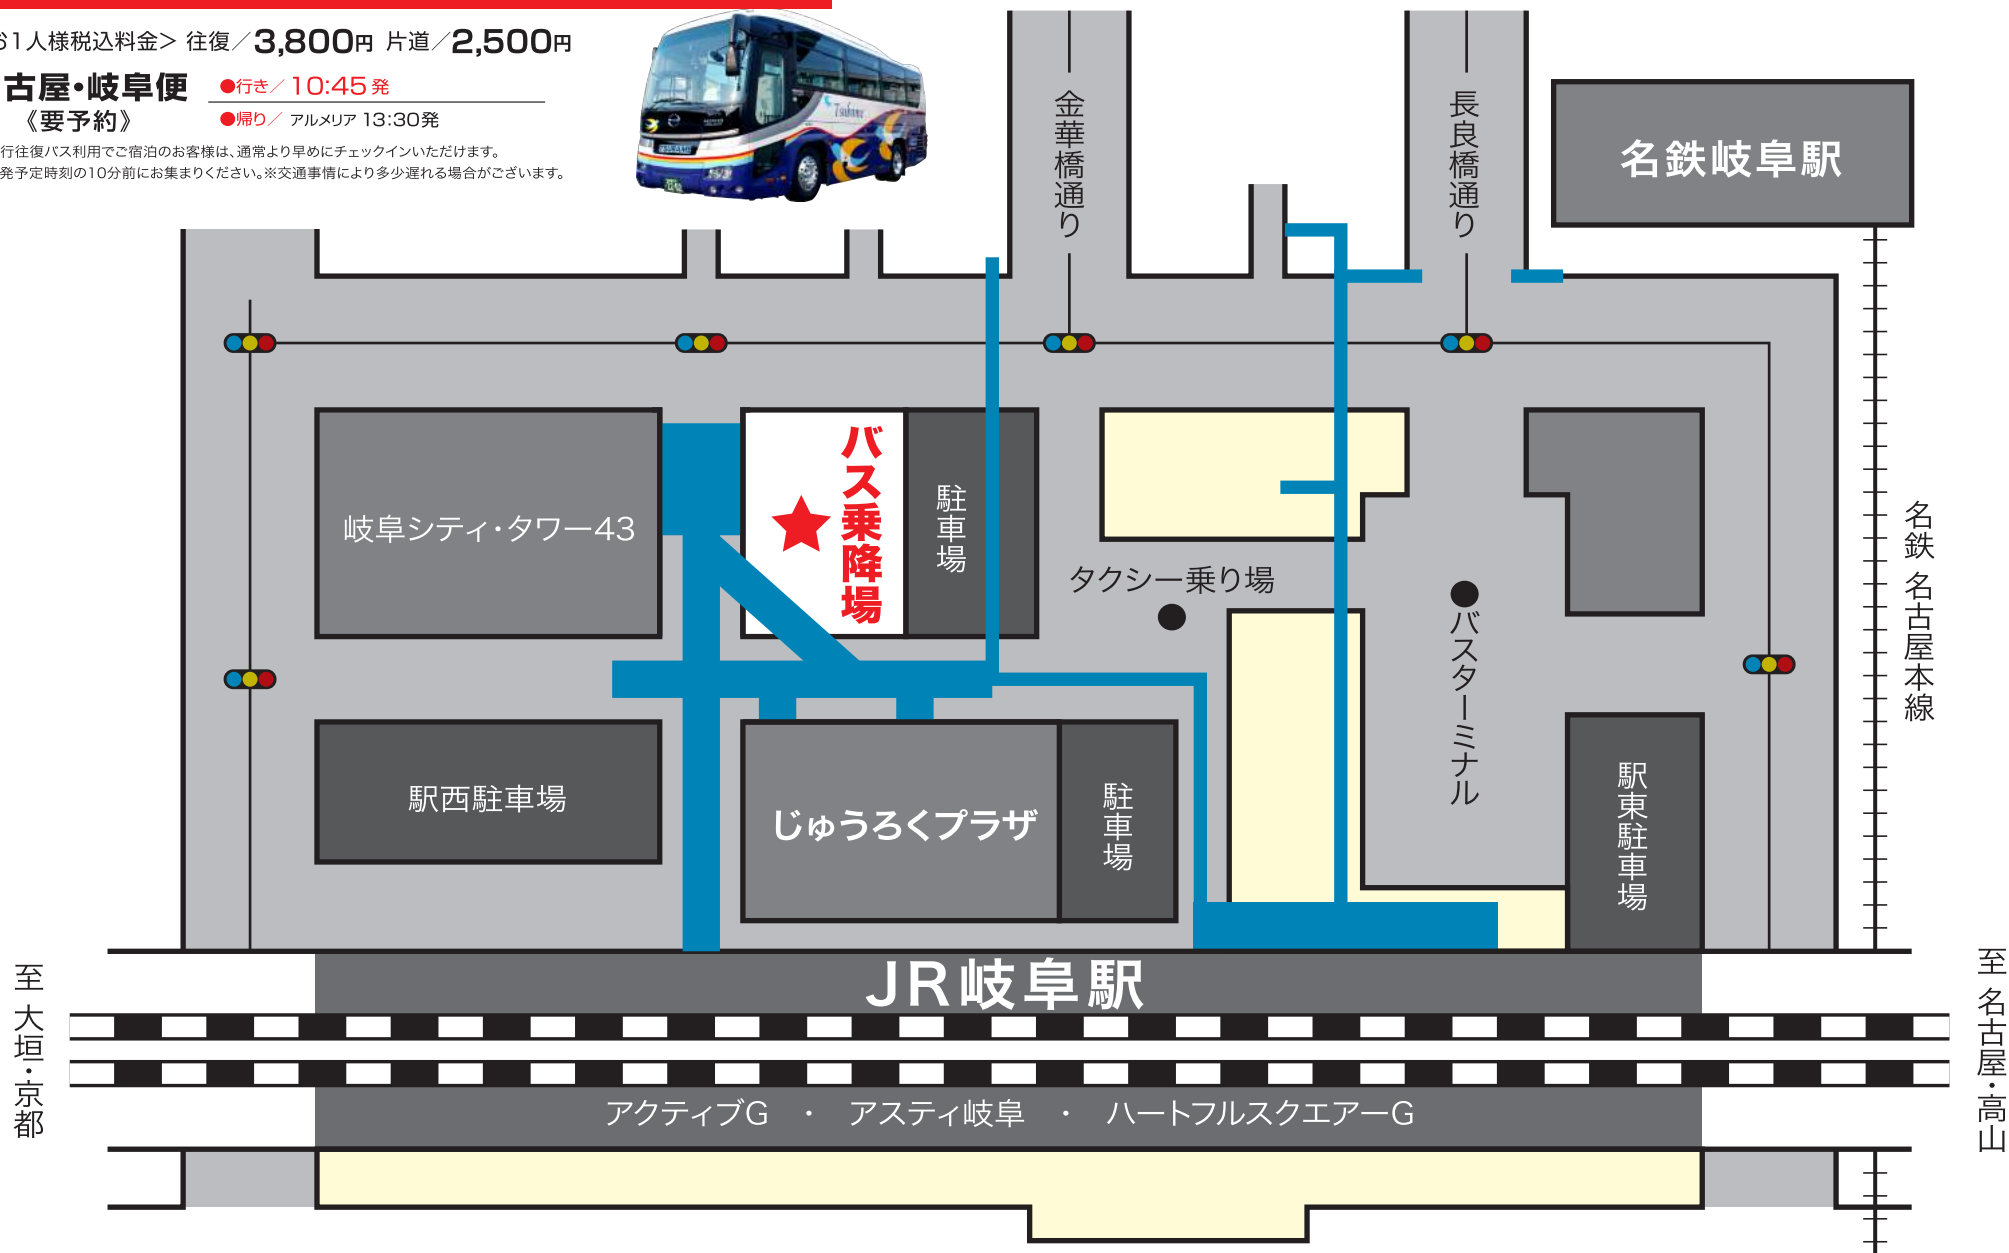 お1人様税込料金＞ 往復／3,800円 片道／2,500円
古屋・岐阜便
《要予約》
●行き／ 10:45 発
●帰り／ アルメリア 13:30発
行往復バス利用でご宿泊のお客様は、通常より早めにチェックインいただけます。
発予定時刻の10分前にお集まりください。※交通事情により多少遅れる場合がございます。
金華橋通り
長良橋通り
名鉄岐阜駅
岐阜シティ・タワー43
バス乗降場
駐車場
タクシー乗り場
バスターミナル
名鉄 名古屋本線
駅西駐車場
じゅうろくプラザ
駐車場
駅東駐車場
JR岐阜駅
至 大垣・京都
至 名古屋・高山
アクティブG ・ アスティ岐阜 ・ ハートフルスクエアーG